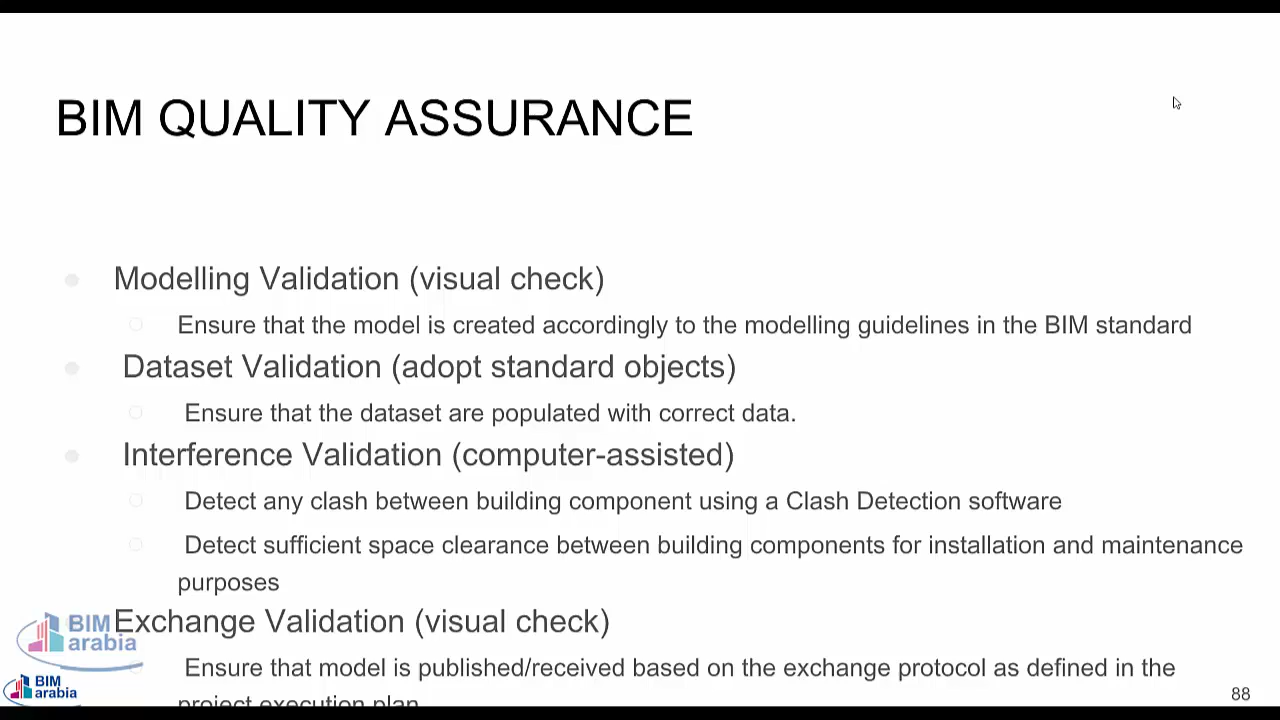 BIM QUALITY ASSURANCE
Modelling Validation (visual check)
Ensure that the model is created accordingly to the modelling guidelines in the BIM standard
Dataset Validation (adopt standard objects)
Ensure that the dataset are populated with correct data.
Interference Validation (computer-assisted)
Detect any clash between building component using a Clash Detection software
Detect sufficient space clearance between building components for installation and maintenance
purposes
Exchange Validation (visual check)
Ensure that model is published/received based on the exchange protocol as defined in the
project execution plan
BIM
arabia
BIM
arabia
88